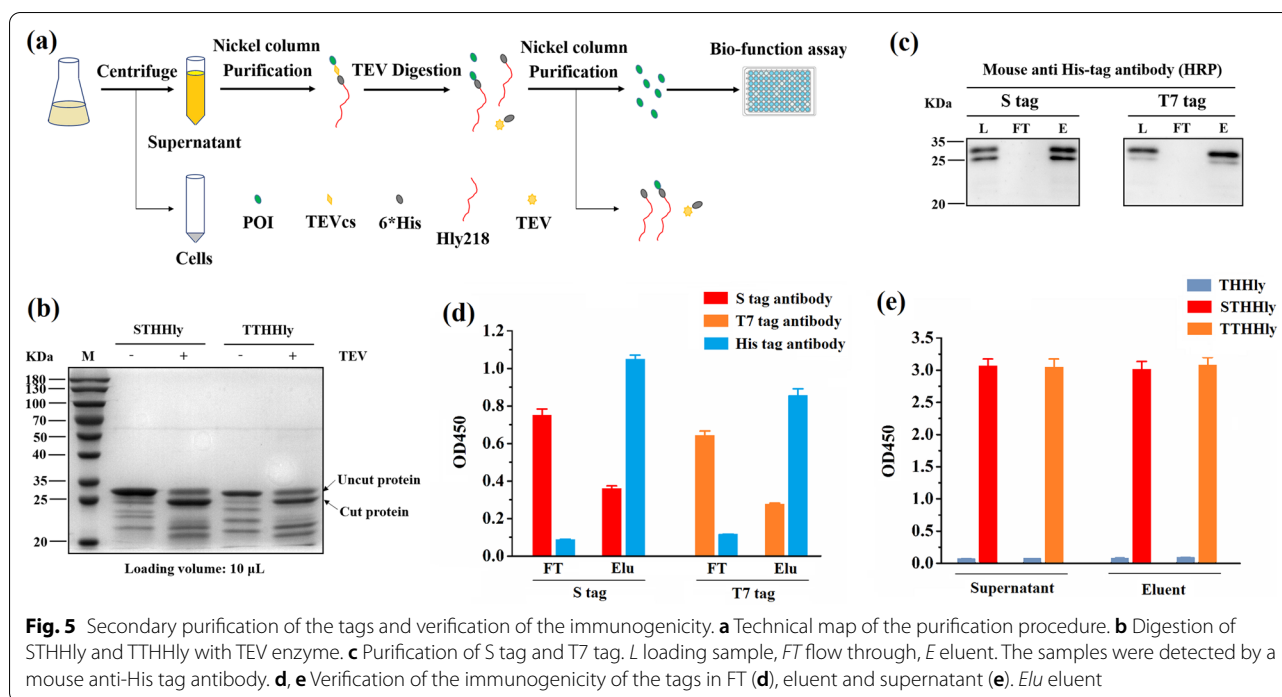 (a)
Nickel column
Purification
Centrifuge
TEV Digestion
Nickel column
Purification
Bio-function assay
Supernatant
Cells
POI
TEVcs
6*His
Hly218
TEV
(b)
STHHly TTHHly
KDa M - + - + TEV
180
130
100
70
50
40
35
25
20
Uncut protein
Cut protein
Loading volume: 10 μL
(c)
Mouse anti His-tag antibody (HRP)
KDa S tag T7 tag
L FT E L FT E
35
25
20
(d)
S tag antibody
T7 tag antibody
His tag antibody
OD450
1.2
1.0
0.8
0.6
0.4
0.2
0.0
FT Elu FT Elu
S tag T7 tag
(e)
THHly
STHHly
TTHHly
OD450
3.5
3.0
2.5
2.0
1.5
1.0
0.5
0.0
Supernatant Eluent
Fig. 5 Secondary purification of the tags and verification of the immunogenicity. a Technical map of the purification procedure. b Digestion of
STHHly and TTHHly with TEV enzyme. c Purification of S tag and T7 tag. L loading sample, FT flow through, E eluent. The samples were detected by a
mouse anti-His tag antibody. d, e Verification of the immunogenicity of the tags in FT (d), eluent and supernatant (e). Elu eluent